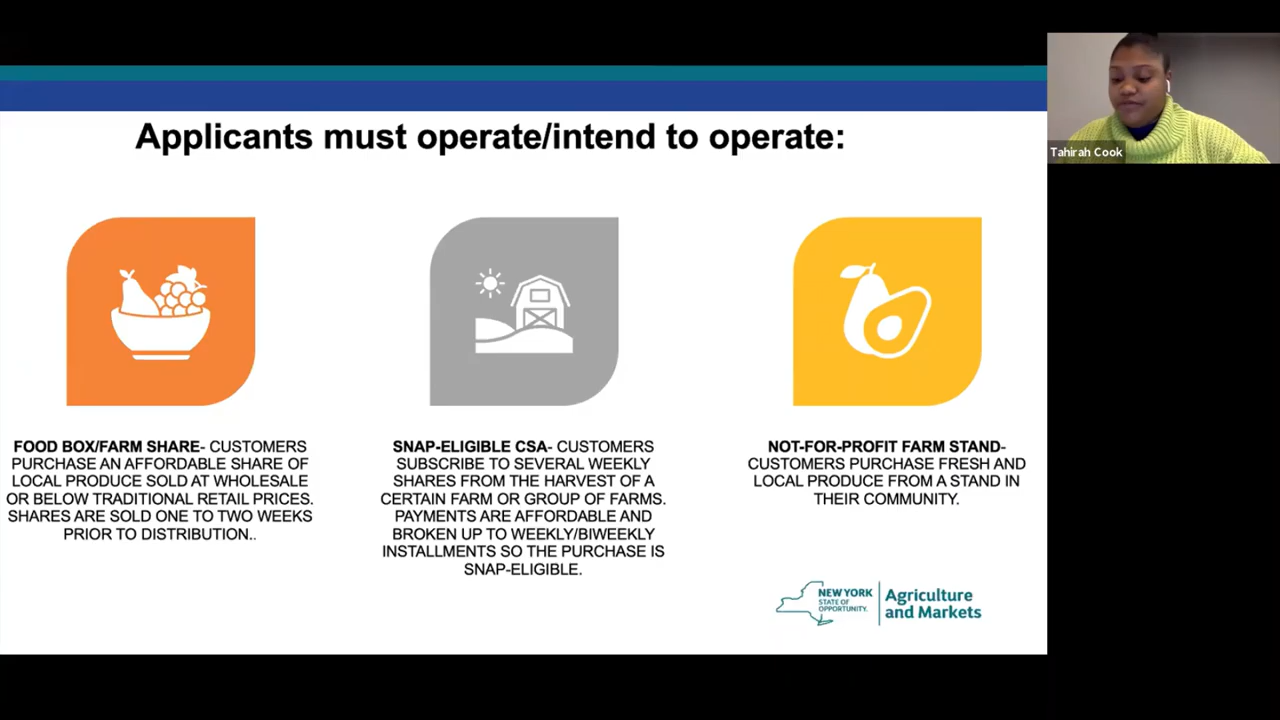 Applicants must operate/intend to operate:
Tahirah Cook
FOOD BOX/FARM SHARE- CUSTOMERS
PURCHASE AN AFFORDABLE SHARE OF
LOCAL PRODUCE SOLD AT WHOLESALE
OR BELOW TRADITIONAL RETAIL PRICES.
SHARES ARE SOLD ONE TO TWO WEEKS
PRIOR TO DISTRIBUTION..
SNAP-ELIGIBLE CSA- CUSTOMERS
SUBSCRIBE TO SEVERAL WEEKLY
SHARES FROM THE HARVEST OF A
CERTAIN FARM OR GROUP OF FARMS.
PAYMENTS ARE AFFORDABLE AND
BROKEN UP TO WEEKLY/BIWEEKLY
INSTALLMENTS SO THE PURCHASE IS
SNAP-ELIGIBLE.
NOT-FOR-PROFIT FARM STAND-
CUSTOMERS PURCHASE FRESH AND
LOCAL PRODUCE FROM A STAND IN
THEIR COMMUNITY.
NEW YORK
STATE OF
OPPORTUNITY.
Agriculture
and Markets